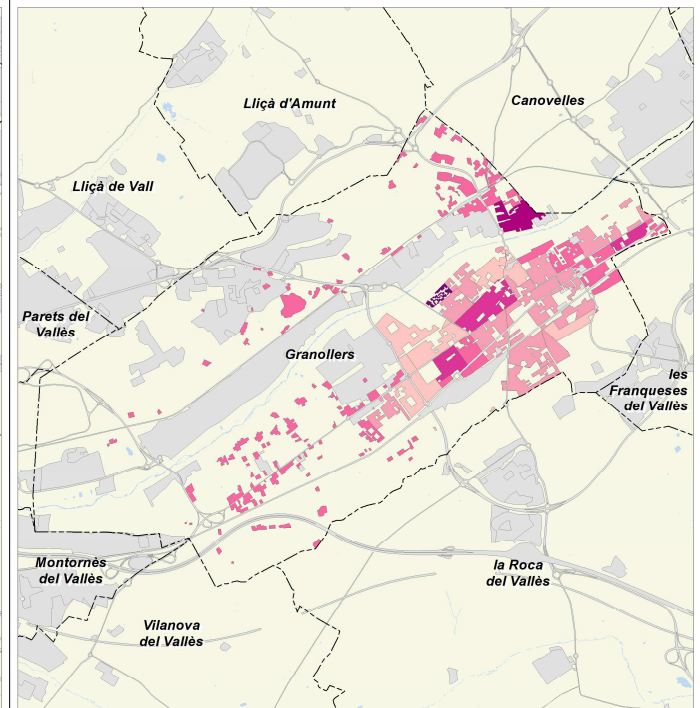 Lliçà d'Amunt
Canovelles
Lliçà de Vall
Parets del
Vallès
Granollers
les
Franqueses
del Vallès
Montornès
del Vallès
la Roca
del Vallès
Vilanova
del Vallès